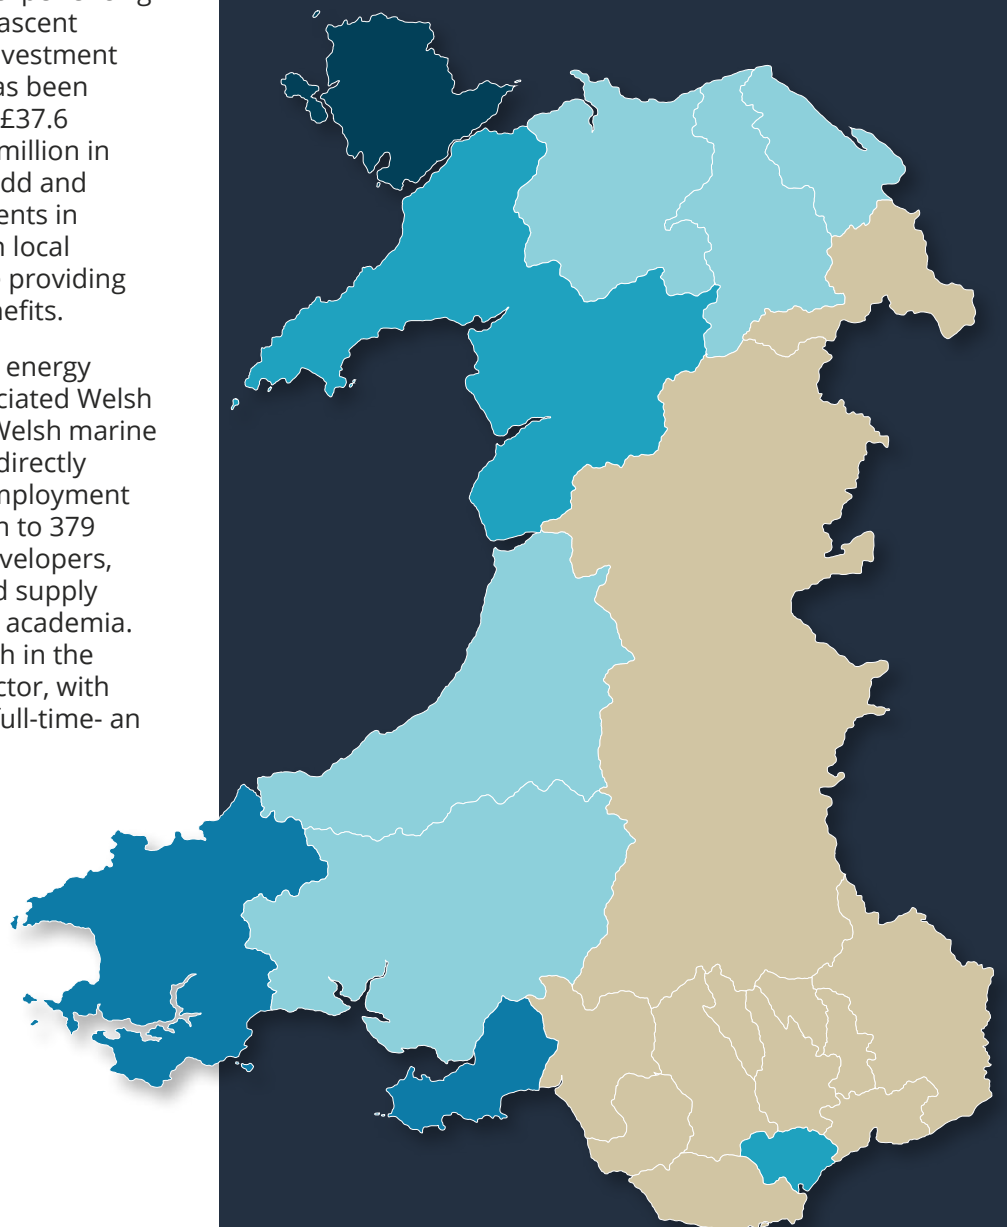 ascent
vestment
as been
£37.6
million in
dd and
ents in
n local
providing
nefits.
energy
ciated Welsh
Welsh marine
directly
mployment
n to 379
velopers,
d supply
academia.
h in the
ctor, with
full-time- an